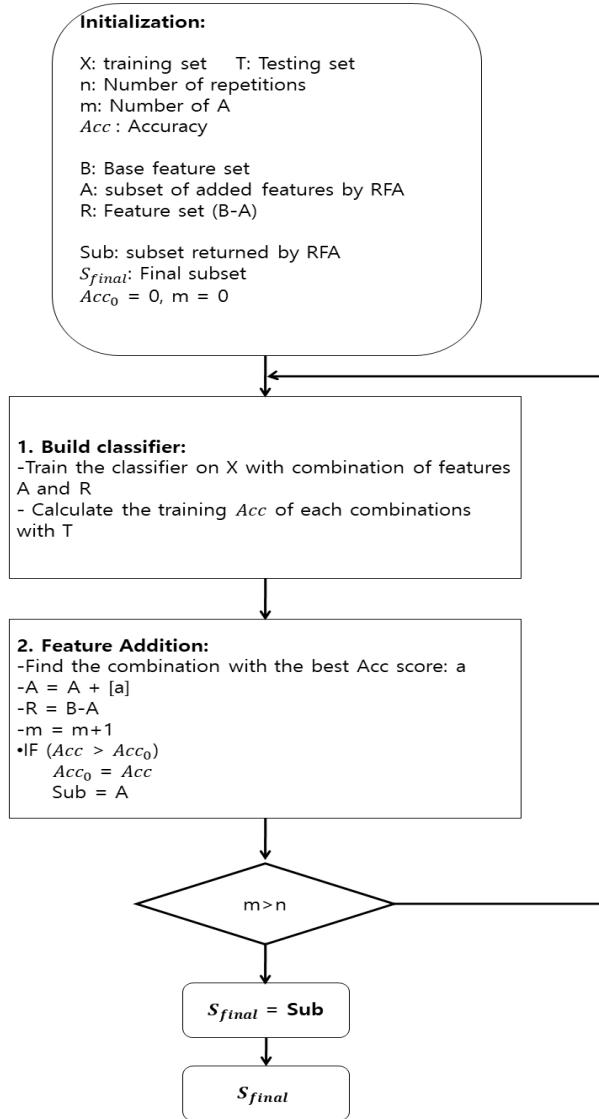 Initialization:
X: training set T: Testing set
n: Number of repetitions
m: Number of A
Acc : Accuracy
B: Base feature set
A: subset of added features by RFA
R: Feature set (B-A)
Sub: subset returned by RFA
S_final: Final subset
Acc₀ = 0, m = 0
1. Build classifier:
-Train the classifier on X with combination of features
A and R
- Calculate the training Acc of each combinations
with T
2. Feature Addition:
-Find the combination with the best Acc score: a
-A = A + [a]
-R = B-A
-m = m+1
•IF (Acc > Acc₀)
Acc₀ = Acc
Sub = A
m>n
S_final = Sub
S_final